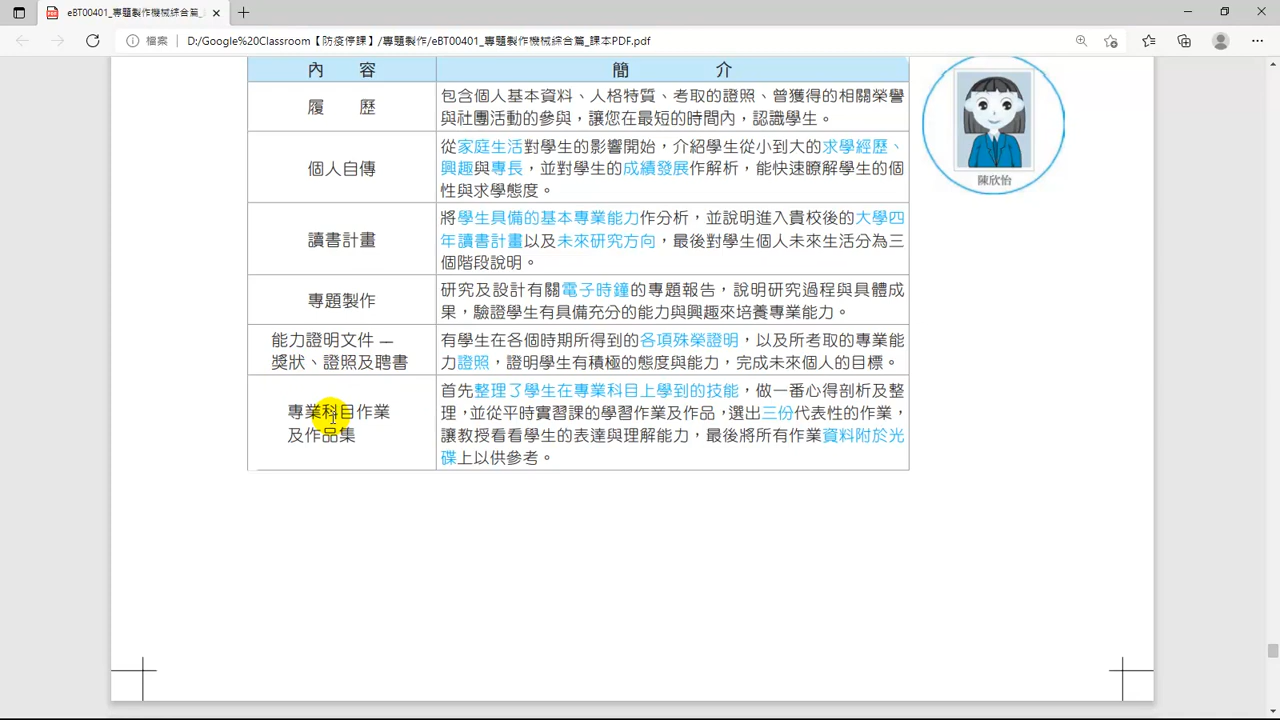 eBT00401_專題製作機械綜合篇_
檔案
D:/Google%20Classroom【防疫停課】/專題製作/eBT00401_專題製作機械綜合篇_課本PDF.pdf
內 容
簡 介
履 歷
包含個人基本資料、人格特質、考取的證照、曾獲得的相關榮譽
與社團活動的參與，讓您在最短的時間內，認識學生。
陳欣怡
個人自傳
從家庭生活對學生的影響開始，介紹學生從小到大的求學經歷、
興趣與專長，並對學生的成績發展作解析，能快速瞭解學生的個
性與求學態度。
讀書計畫
將學生具備的基本專業能力作分析，並說明進入貴校後的大學四
年讀書計畫以及未來研究方向，最後對學生個人未來生活分為三
個階段說明。
專題製作
研究及設計有關電子時鐘的專題報告，說明研究過程與具體成
果，驗證學生有具備充分的能力與興趣來培養專業能力。
能力證明文件—
獎狀、證照及聘書
有學生在各個時期所得到的各項殊榮證明，以及所考取的專業能
力證照，證明學生有積極的態度與能力，完成未來個人的目標。
專業科目作業
及作品集
首先整理了學生在專業科目上學到的技能，做一番心得剖析及整
理，並從平時實習課的學習作業及作品，選出三份代表性的作業，
讓教授看看學生的表達與理解能力，最後將所有作業資料附於光
碟上以供參考。